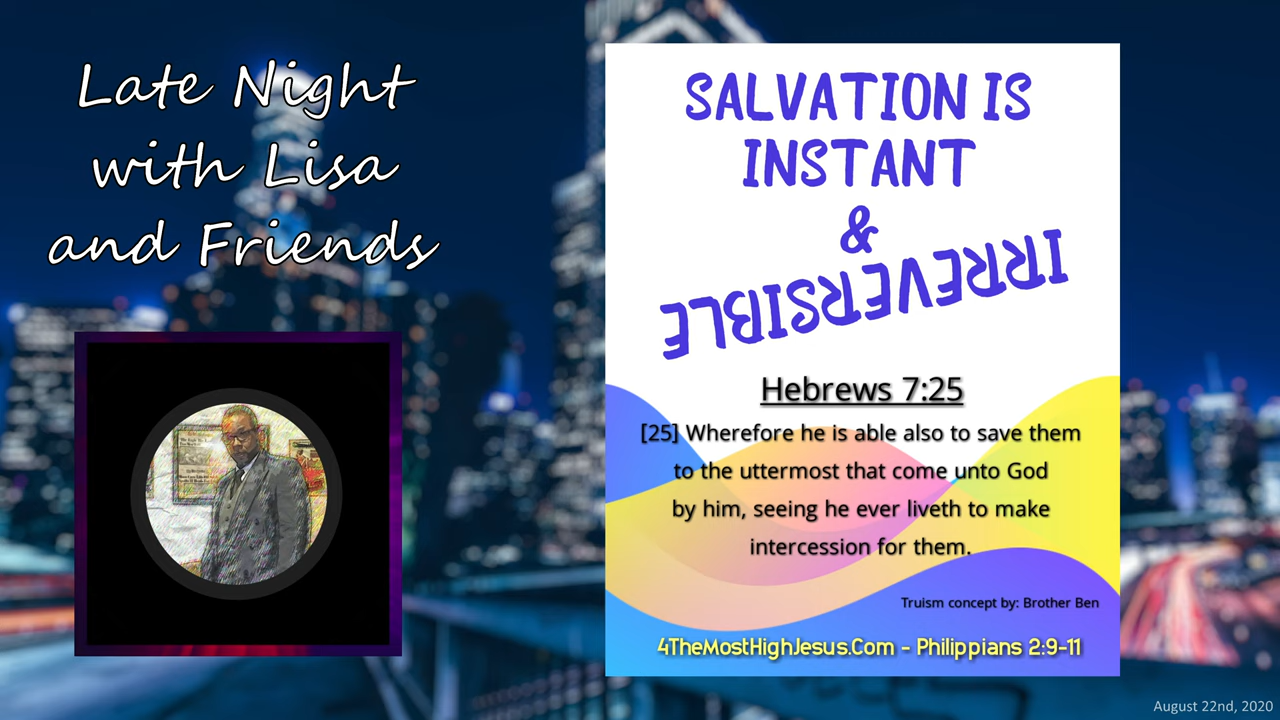 Late Night
with Lisa
and Friends
SALVATION IS
INSTANT
&
IRREVERSIBLE
Hebrews 7:25
[25] Wherefore he is able also to save them
to the uttermost that come unto God
by him, seeing he ever liveth to make
intercession for them.
Truism concept by: Brother Ben
4TheMostHighJesus.Com - Philippians 2:9-11
August 22nd, 2020